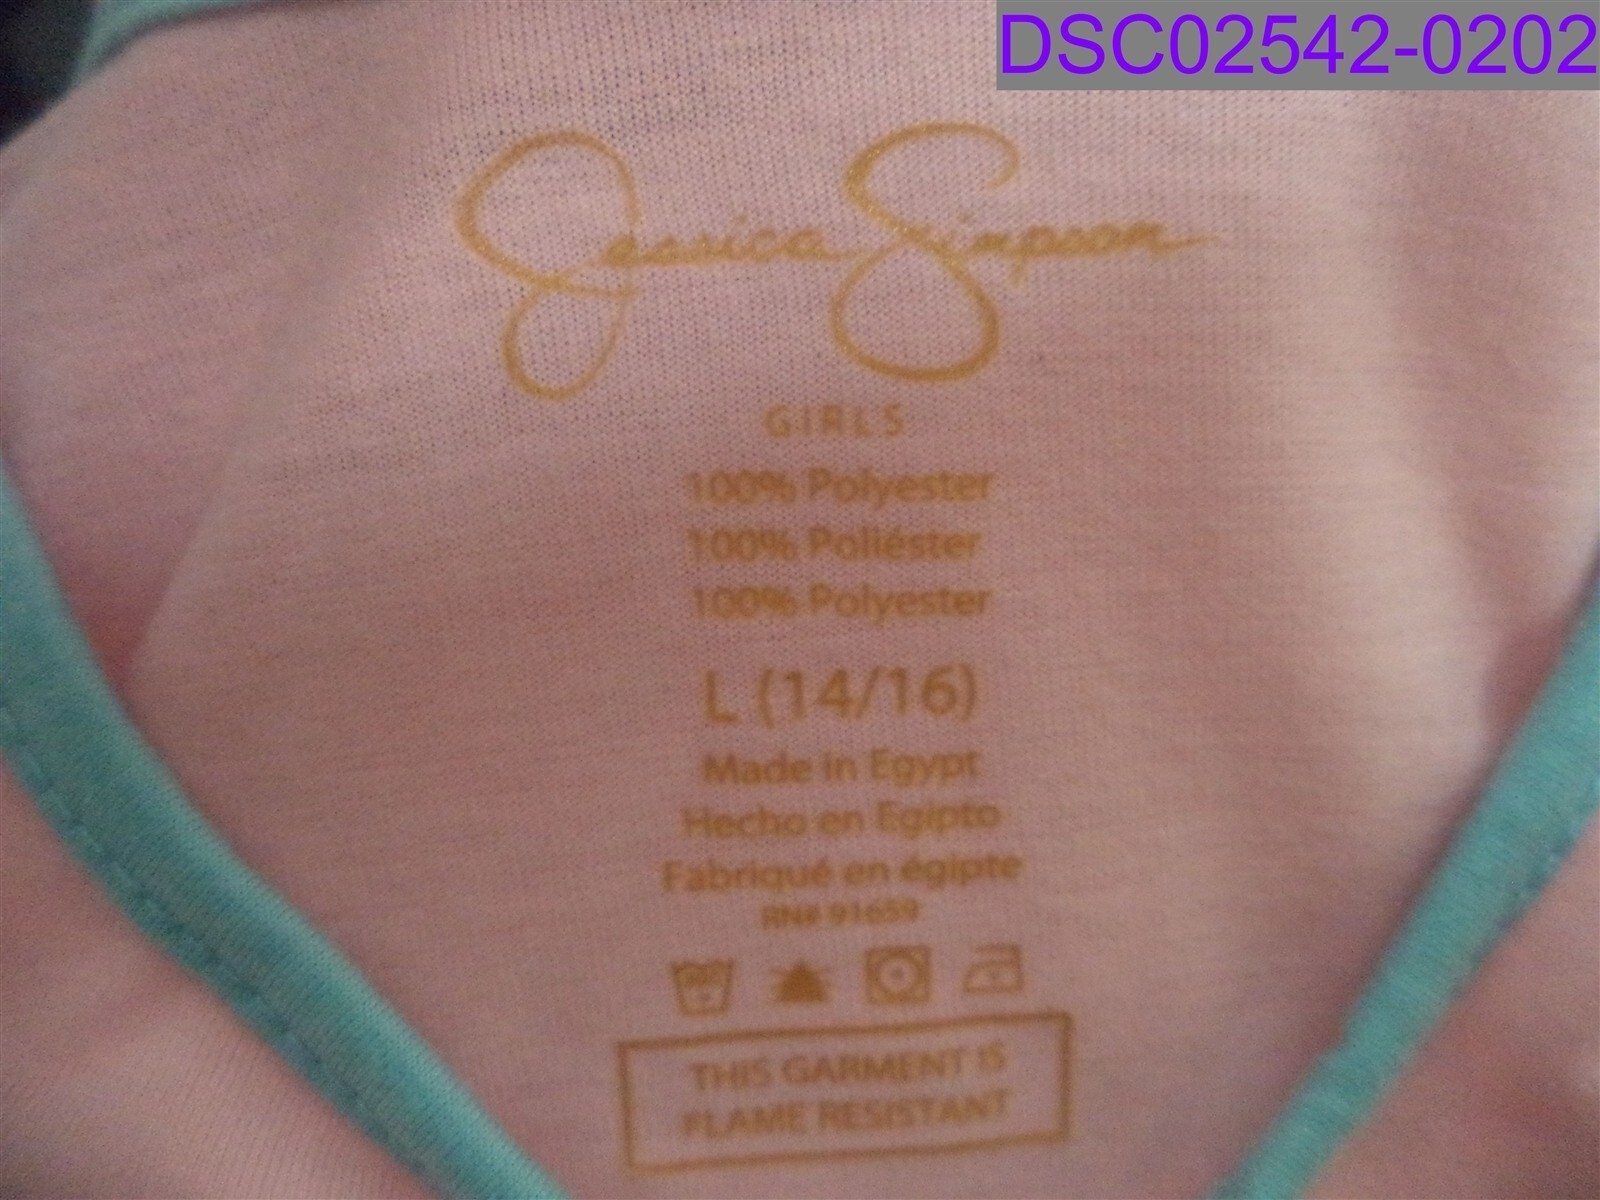 DSC02542-0202
Jessica Simpson
GIRLS
100% Polyester
100% Poliéster
100% Polyester
L (14/16)
Made in Egypt
Hecho en Egipto
Fabriqué en égipte
RN# 91659
THIS GARMENT IS
FLAME RESISTANT